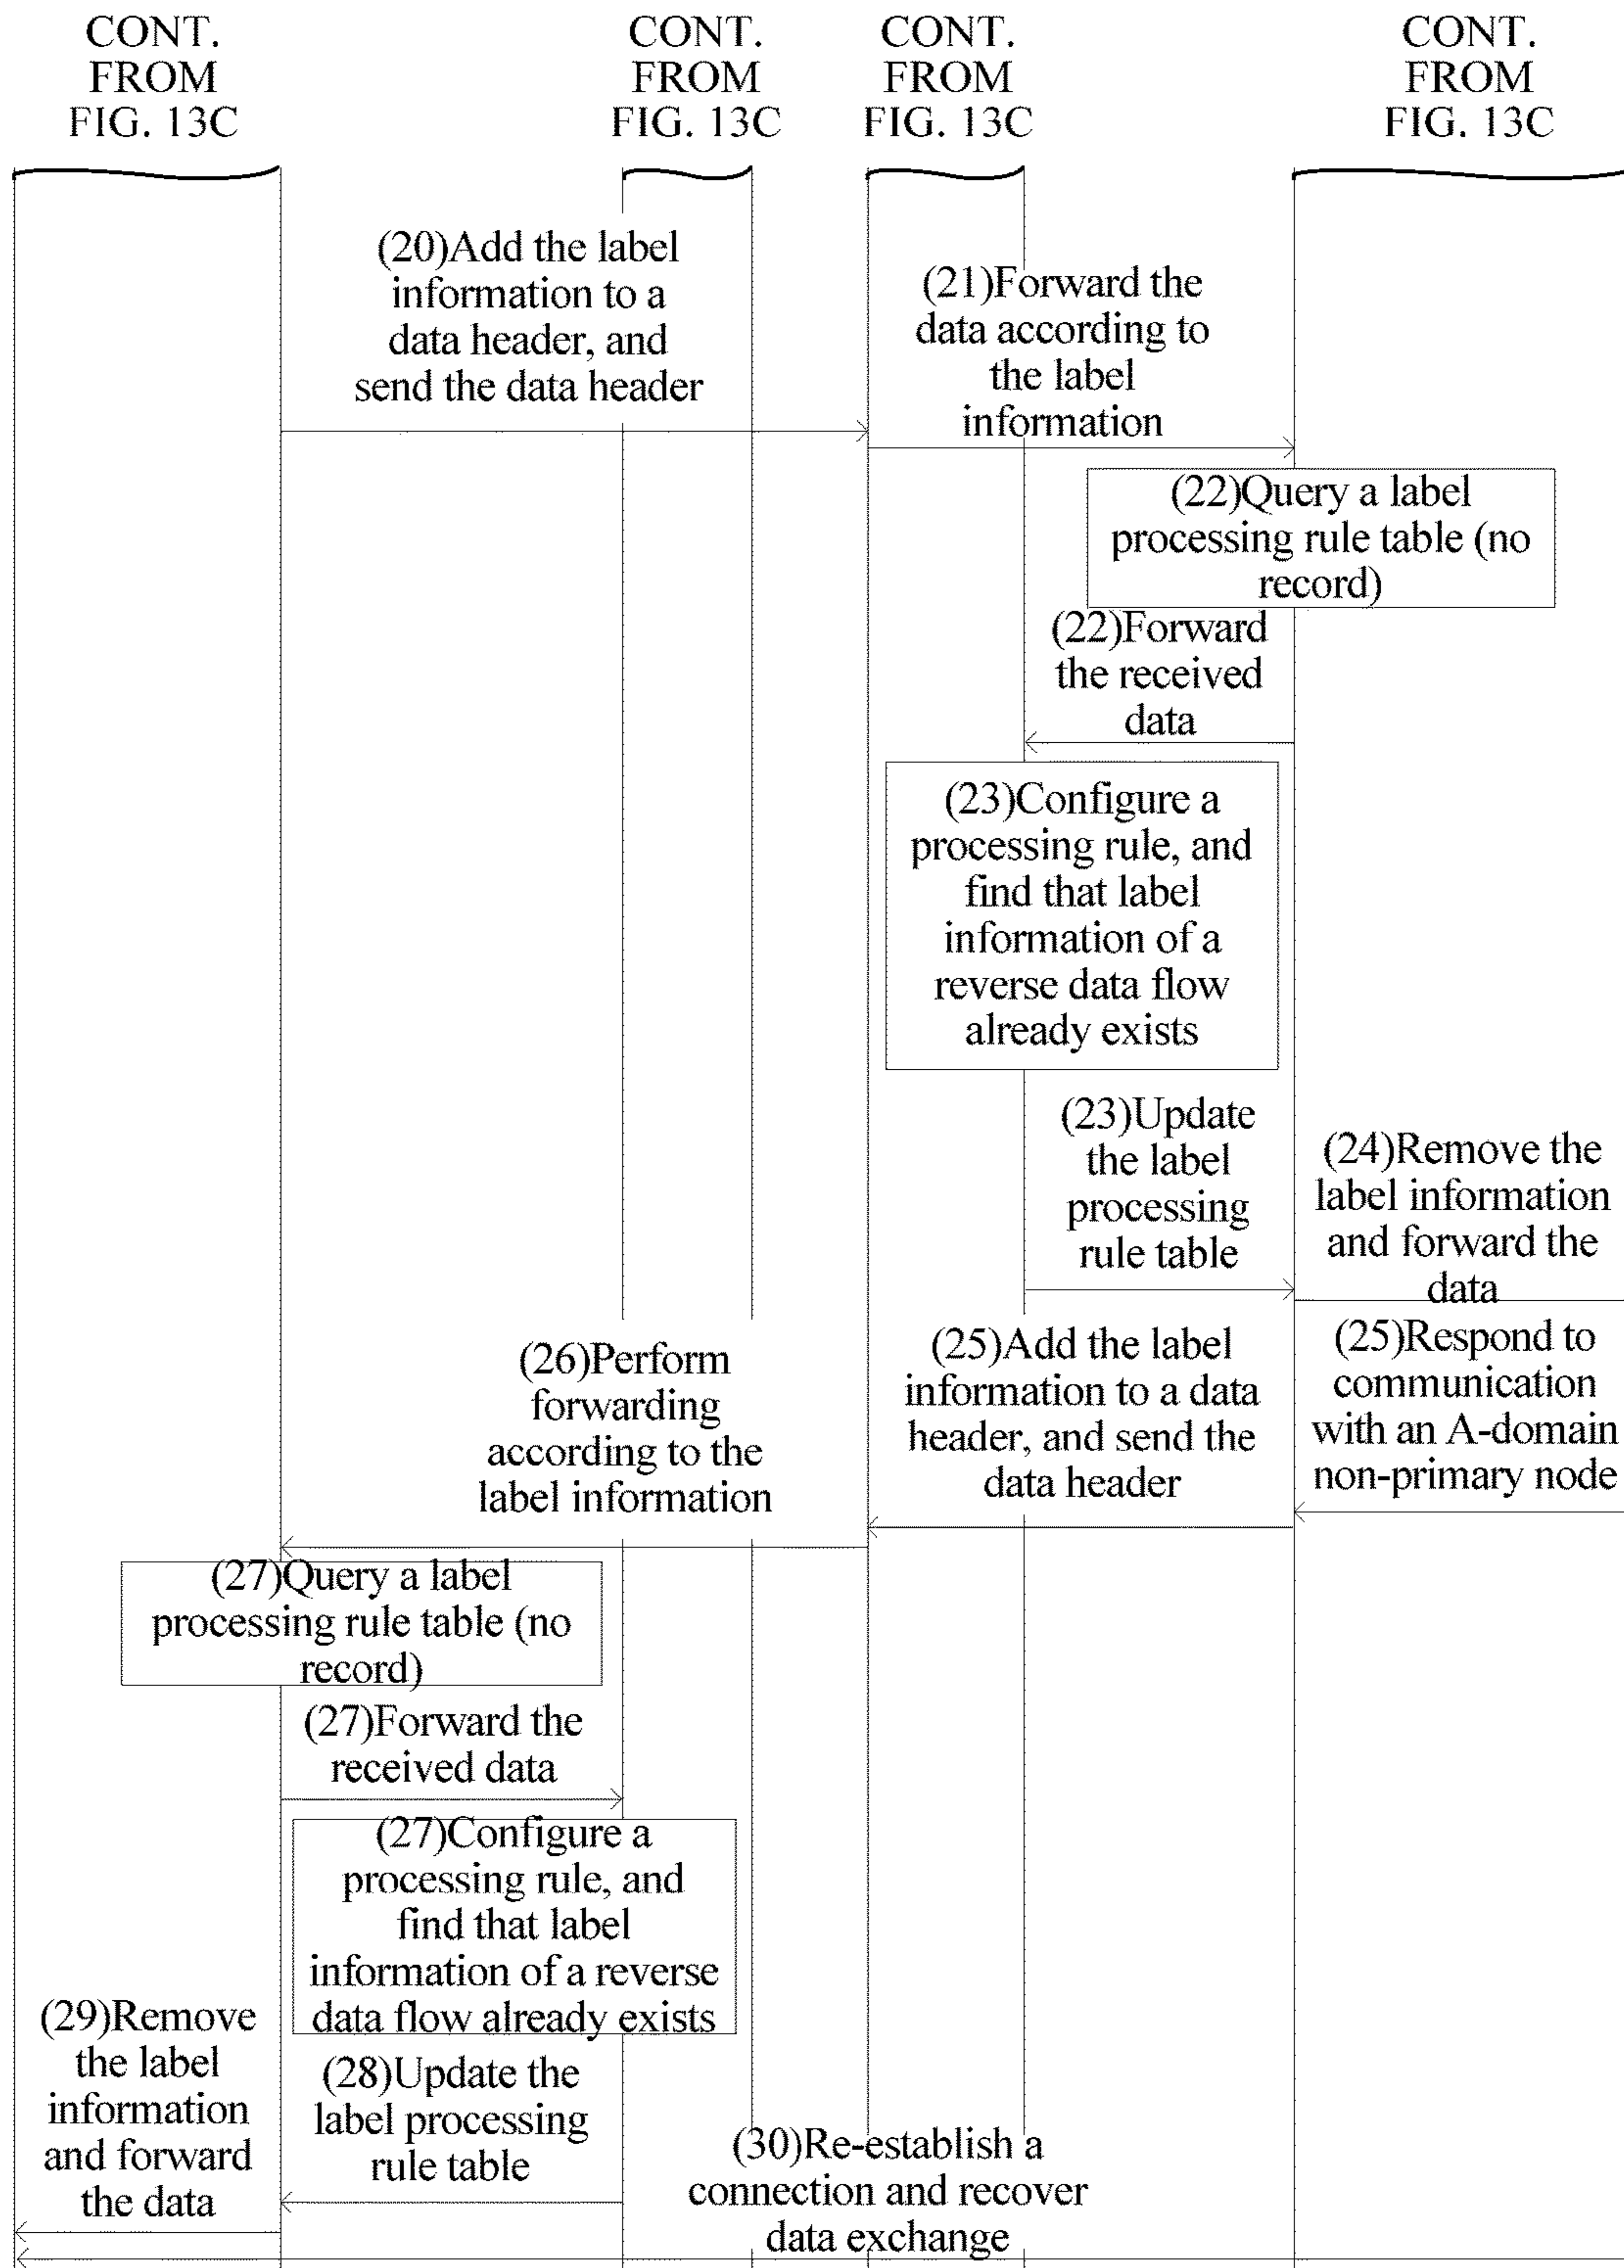 CONT.
FROM
FIG. 13C
CONT.
FROM
FIG. 13C
CONT.
FROM
FIG. 13C
CONT.
FROM
FIG. 13C
(20)Add the label
information to a
data header, and
send the data header
(21)Forward the
data according to
the label
information
(22)Query a label
processing rule table (no
record)
(22)Forward
the received
data
(23)Configure a
processing rule, and
find that label
information of a
reverse data flow
already exists
(23)Update
the label
processing
rule table
(24)Remove the
label information
and forward the
data
(25)Respond to
communication
with an A-domain
non-primary node
(25)Add the label
information to a data
header, and send the
data header
(26)Perform
forwarding
according to the
label information
(27)Query a label
processing rule table (no
record)
(27)Forward the
received data
(27)Configure a
processing rule, and
find that label
information of a reverse
data flow already exists
(28)Update the
label processing
rule table
(29)Remove
the label
information
and forward
the data
(30)Re-establish a
connection and recover
data exchange